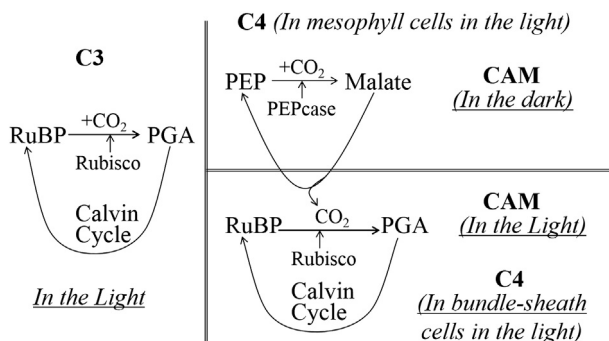 C3
+CO₂
RuBP PGA
Rubisco
Calvin
Cycle
In the Light
C4 (In mesophyll cells in the light)
+CO₂
PEP Malate
PEPcase
CAM
(In the dark)
CO₂
RuBP PGA
Rubisco
Calvin
Cycle
CAM
(In the Light)
C4
(In bundle-sheath
cells in the light)